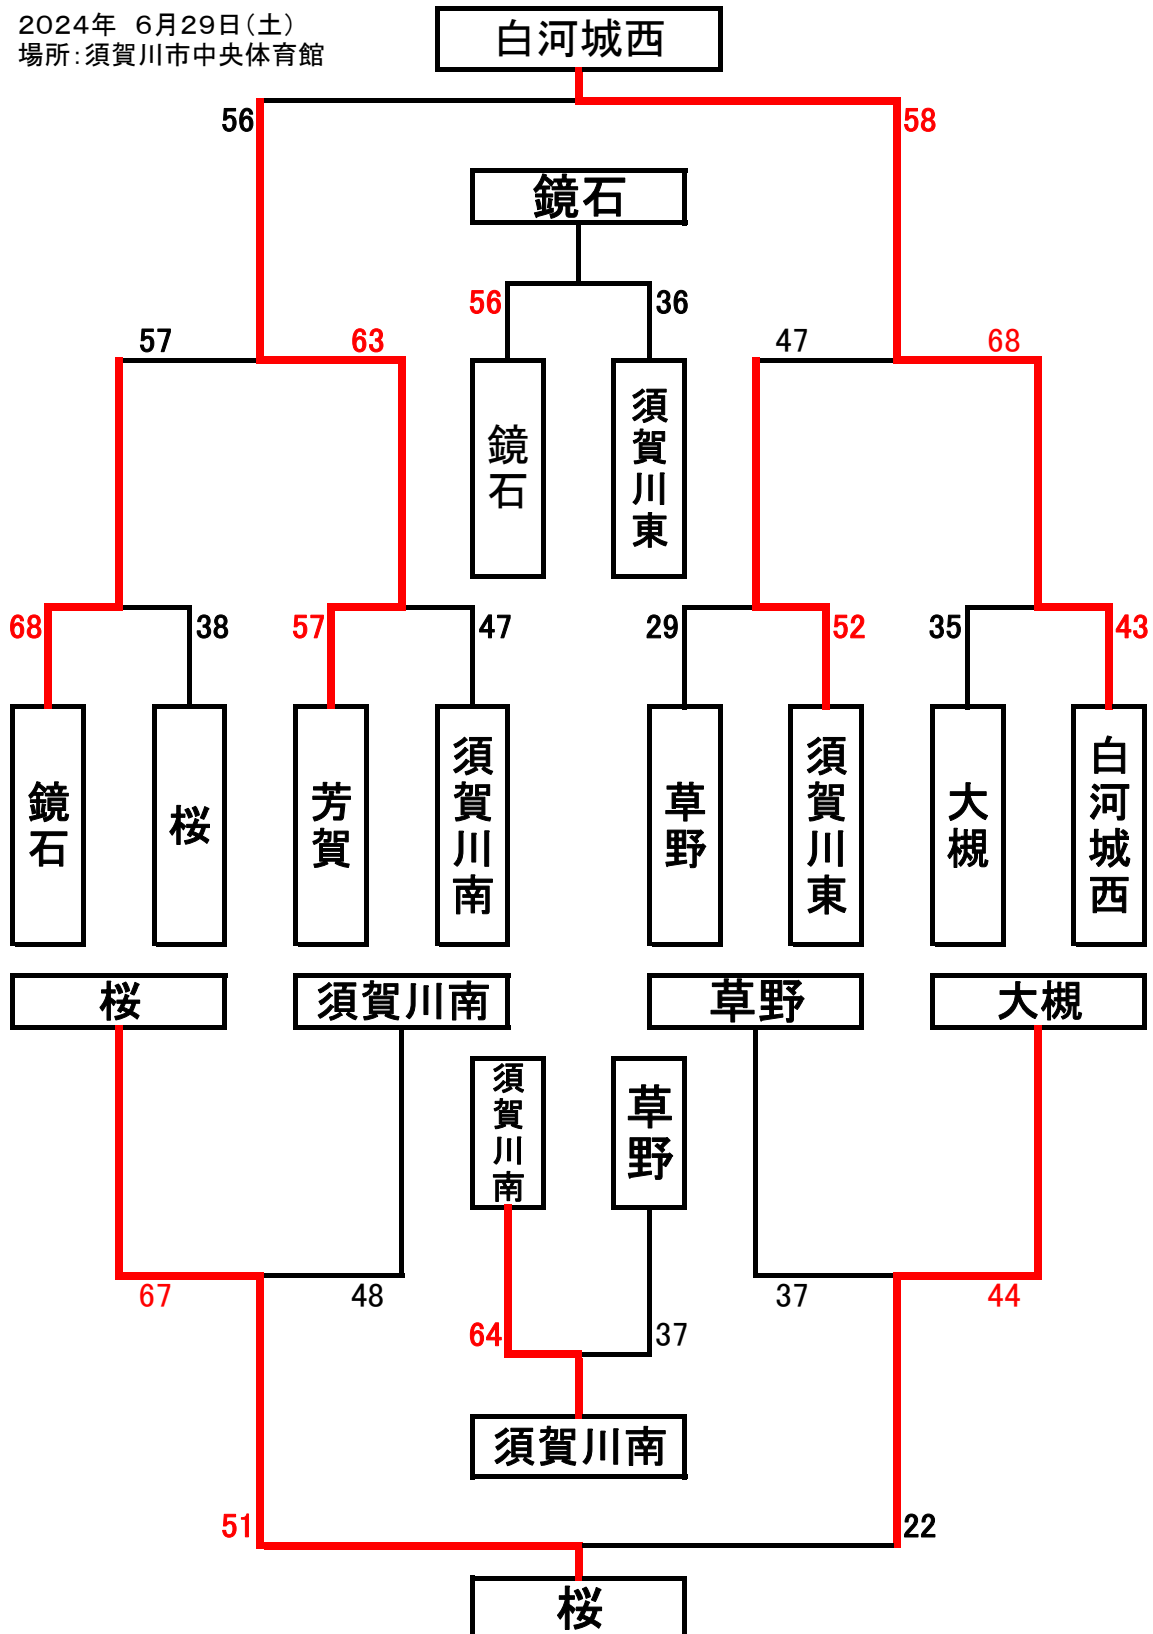 2024年 6月29日(土)
場所:須賀川市中央体育館
白河城西
56
58
鏡石
56
36
57
63
47
68
鏡石
須賀川東
68
38
57
47
29
52
35
43
鏡石
桜
芳賀
須賀川南
草野
須賀川東
大槻
白河城西
桜
須賀川南
草野
大槻
須賀川南
草野
67
48
37
44
64
37
須賀川南
51
22
桜